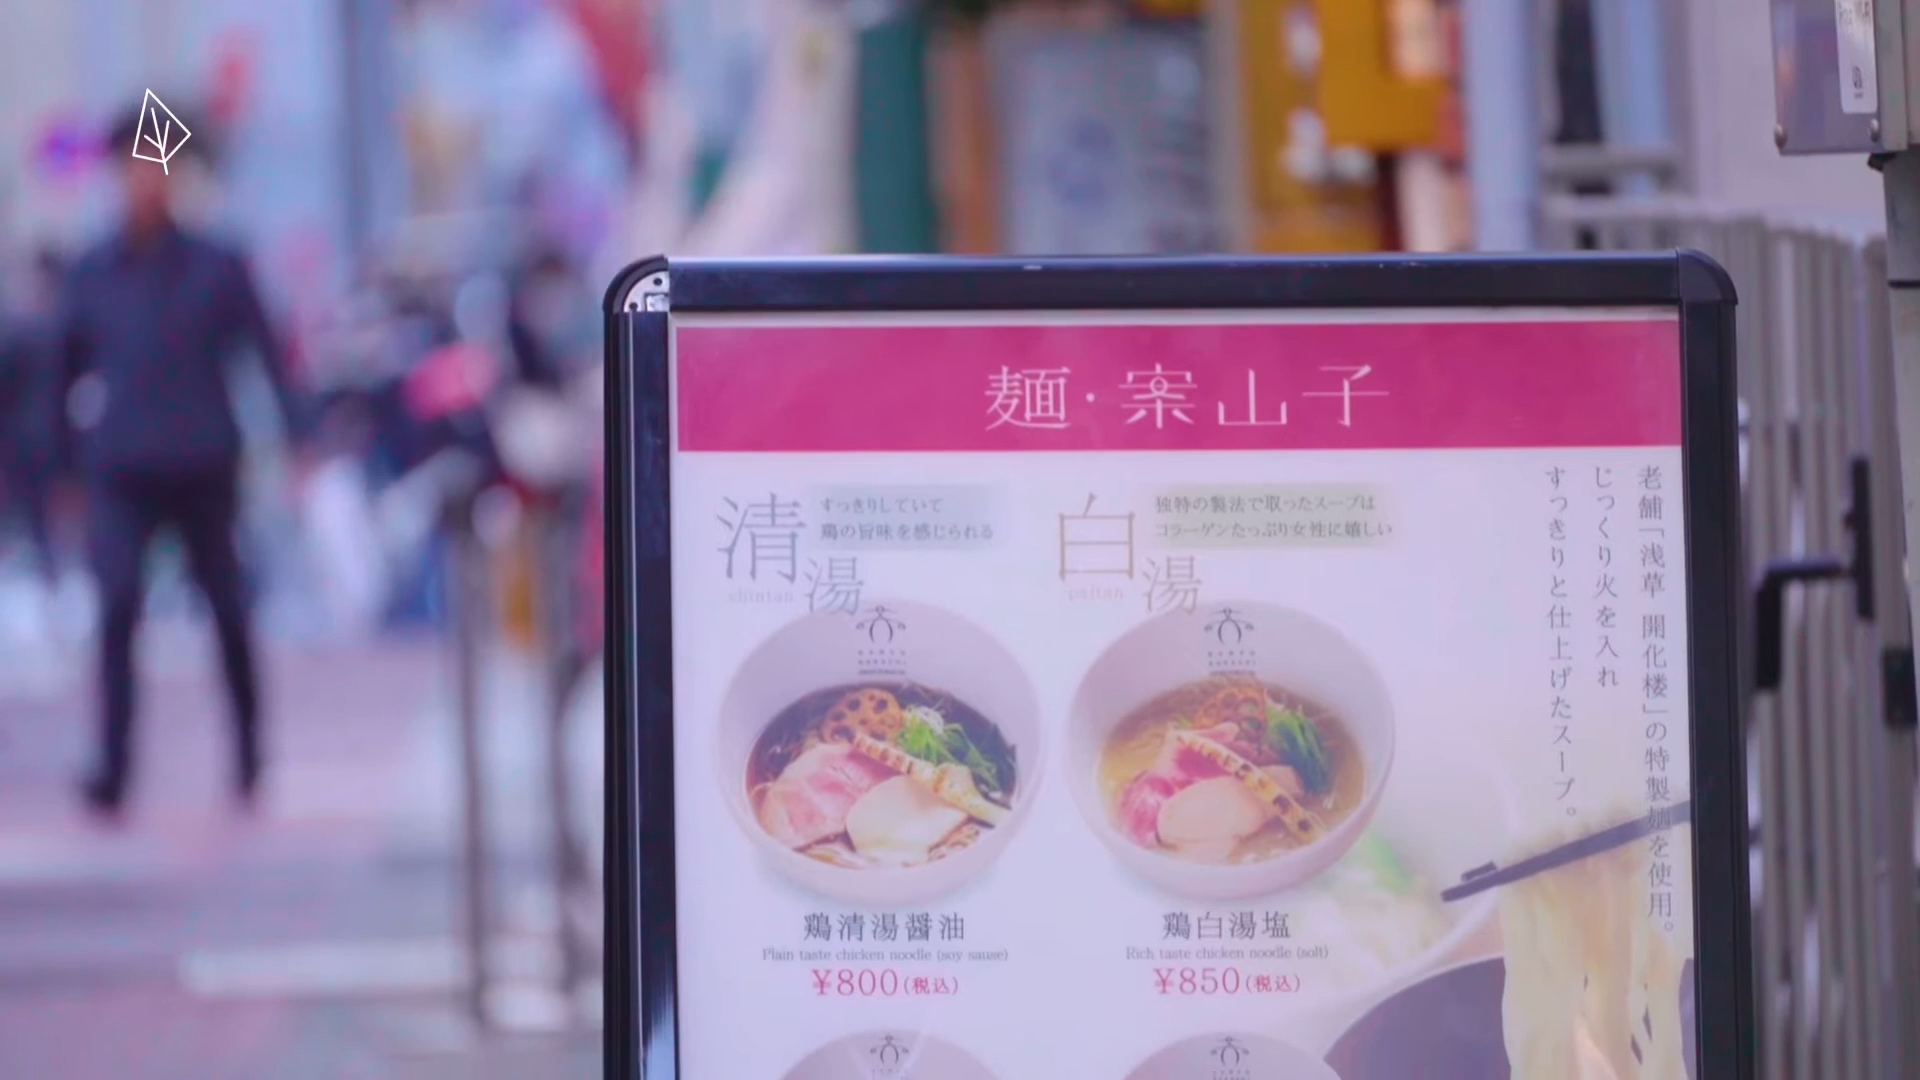 麺・案山子
清湯
chintan
すっきりしていて
鶏の旨味を感じられる
白湯
paitan
独特の製法で取ったスープは
コラーゲンたっぷり女性に嬉しい
老舗「浅草 開化楼」の特製麺を使用。
じっくり火を入れ
すっきりと仕上げたスープ。
鶏清湯醤油
Plain taste chicken noodle (soy sause)
¥800(税込)
鶏白湯塩
Rich taste chicken noodle (solt)
¥850(税込)